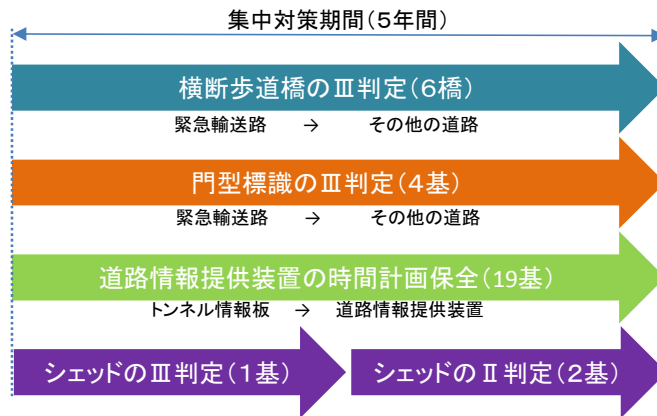 集中対策期間（５年間）
横断歩道橋のⅢ判定（６橋）
緊急輸送路　→　その他の道路
門型標識のⅢ判定（４基）
緊急輸送路　→　その他の道路
道路情報提供装置の時間計画保全（19基）
トンネル情報板　→　道路情報提供装置
シェッドのⅢ判定（１基）
シェッドのⅡ判定（２基）